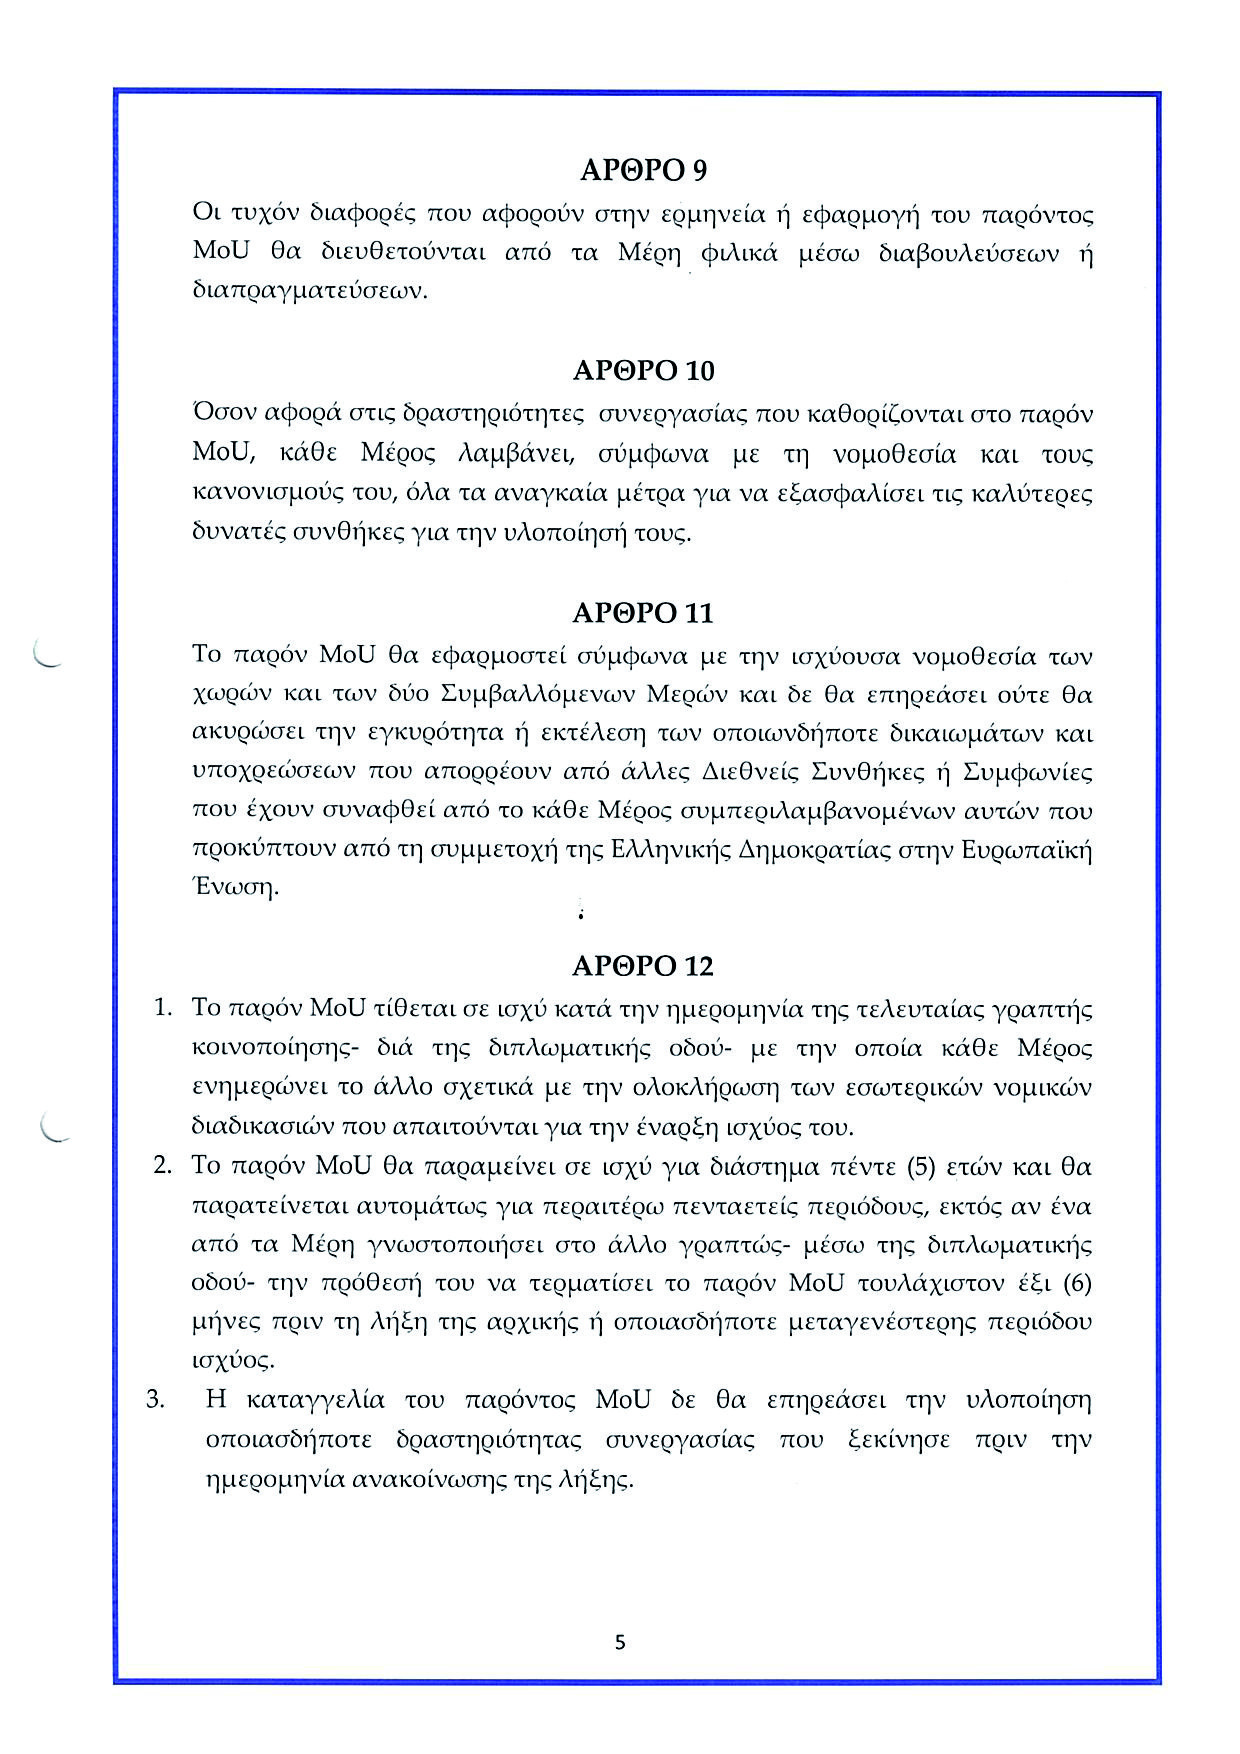 ΑΡΘΡΟ 9
Οι τυχόν διαφορές που αφορούν στην ερμηνεία ή εφαρμογή του παρόντος
MoU θα διευθετούνται από τα Μέρη φιλικά μέσω διαβουλεύσεων ή
διαπραγματεύσεων.
ΑΡΘΡΟ 10
Όσον αφορά στις δραστηριότητες συνεργασίας που καθορίζονται στο παρόν
MoU, κάθε Μέρος λαμβάνει, σύμφωνα με τη νομοθεσία και τους
κανονισμούς του, όλα τα αναγκαία μέτρα για να εξασφαλίσει τις καλύτερες
δυνατές συνθήκες για την υλοποίησή τους.
ΑΡΘΡΟ 11
Το παρόν MoU θα εφαρμοστεί σύμφωνα με την ισχύουσα νομοθεσία των
χωρών και των δύο Συμβαλλόμενων Μερών και δε θα επηρεάσει ούτε θα
ακυρώσει την εγκυρότητα ή εκτέλεση των οποιωνδήποτε δικαιωμάτων και
υποχρεώσεων που απορρέουν από άλλες Διεθνείς Συνθήκες ή Συμφωνίες
που έχουν συναφθεί από το κάθε Μέρος συμπεριλαμβανομένων αυτών που
προκύπτουν από τη συμμετοχή της Ελληνικής Δημοκρατίας στην Ευρωπαϊκή
Ένωση.
ΑΡΘΡΟ 12
1. Το παρόν MoU τίθεται σε ισχύ κατά την ημερομηνία της τελευταίας γραπτής
κοινοποίησης- διά της διπλωματικής οδού- με την οποία κάθε Μέρος
ενημερώνει το άλλο σχετικά με την ολοκλήρωση των εσωτερικών νομικών
διαδικασιών που απαιτούνται για την έναρξη ισχύος του.
2. Το παρόν MoU θα παραμείνει σε ισχύ για διάστημα πέντε (5) ετών και θα
παρατείνεται αυτομάτως για περαιτέρω πενταετείς περιόδους, εκτός αν ένα
από τα Μέρη γνωστοποιήσει στο άλλο γραπτώς- μέσω της διπλωματικής
οδού- την πρόθεσή του να τερματίσει το παρόν MoU τουλάχιστον έξι (6)
μήνες πριν τη λήξη της αρχικής ή οποιασδήποτε μεταγενέστερης περιόδου
ισχύος.
3. Η καταγγελία του παρόντος MoU δε θα επηρεάσει την υλοποίηση
οποιασδήποτε δραστηριότητας συνεργασίας που ξεκίνησε πριν την
ημερομηνία ανακοίνωσης της λήξης.
5